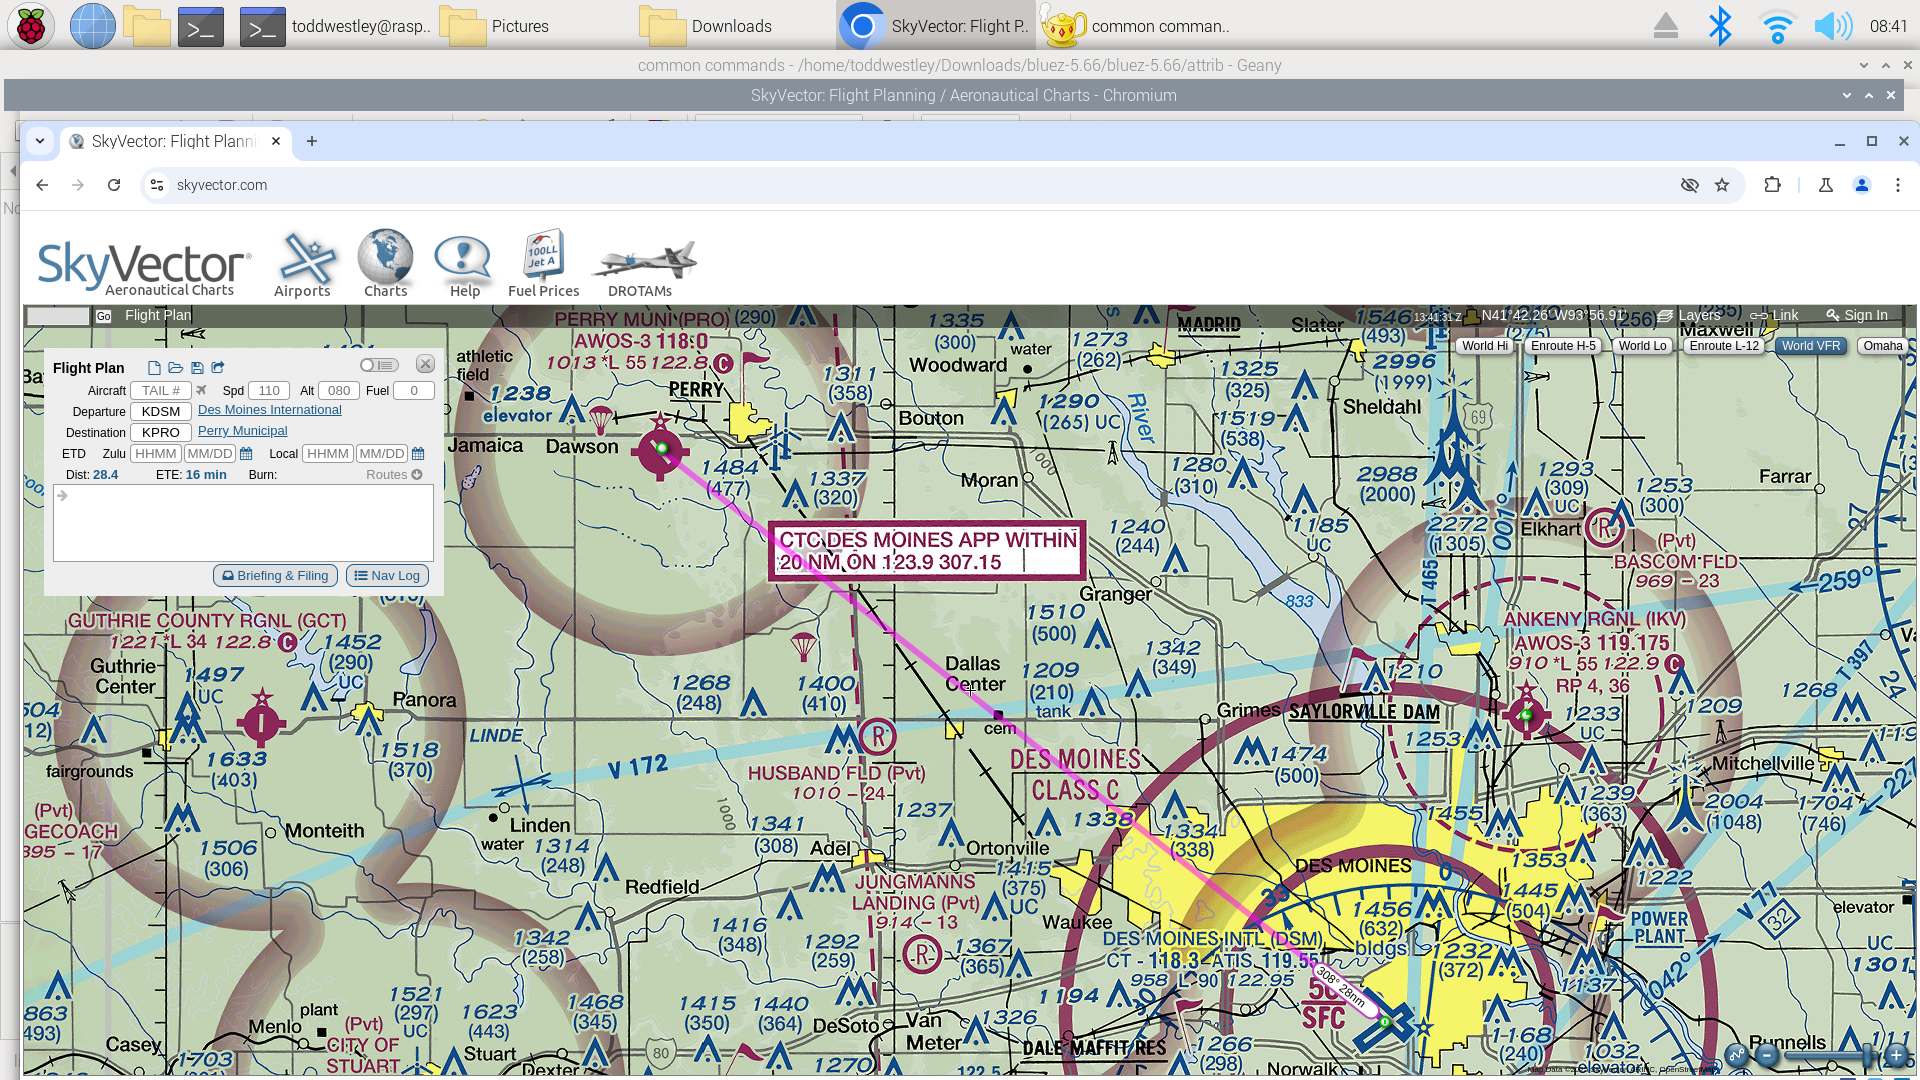 toddwestley@rasp..
Pictures
Downloads
SkyVector: Flight P..
common comman..
08:41
common commands - /home/toddwestley/Downloads/bluez-5.66/bluez-5.66/attrib - Geany
SkyVector: Flight Planning / Aeronautical Charts - Chromium
SkyVector: Flight Planni
skyvector.com
SkyVector
Aeronautical Charts
Airports
Charts
Help
100LL
Jet A
Fuel Prices
DROTAMs
Go
Flight Plan
13:41:31 Z
N41°42.26' W93°56.91'
Layers
Link
Sign In
World Hi
Enroute H-5
World Lo
Enroute L-12
World VFR
Omaha
Flight Plan
Aircraft TAIL # Spd 110 Alt 080 Fuel 0
Departure KDSM Des Moines International
Destination KPRO Perry Municipal
ETD Zulu HHMM MM/DD Local HHMM MM/DD
Dist: 28.4 ETE: 16 min Burn: Routes
Briefing & Filing
Nav Log
PERRY MUNI (PRO)
AWOS-3 118.0
1013 *L 55 122.8 C
(290)
athletic
field
1238
elevator
PERRY
Jamaica
Dawson
1484
(477)
1337
(320)
1311
(358)
Bouton
Woodward
1335
(300)
water
1273
(262)
MADRID
Slater
1546
(493)
2996
(1999)
Maxwell
1325
(325)
Sheldahl
69
1290
(265) UC
River
1519
(538)
1280
(310)
1000
Moran
2988
(2000)
1293
(309)
UC
1253
(300)
Farrar
1240
(244)
1185
UC
2272
(1305)
001°
Elkhart
R
(Pvt)
BASCOM FLD
969 - 23
T 465
259°
27
CTC DES MOINES APP WITHIN
20 NM ON 123.9 307.15
Granger
833
1510
(500)
1342
(349)
ANKENY RGNL (IKV)
AWOS-3 119.175
910 *L 55 122.9 C
RP 4, 36
1210
T 397
24
1268
1209
1233
UC
GUTHRIE COUNTY RGNL (GCT)
1221 *L 34 122.8 C
1452
(290)
UC
Guthrie
Center
1497
UC
Panora
1633
(403)
fairgrounds
1518
(370)
LINDE
V 172
1268
(248)
1400
(410)
Dallas
Center
1209
(210)
tank
cem
Grimes
SAYLORVILLE DAM
1253
1474
(500)
R
HUSBAND FLD (Pvt)
1010 - 24
DES MOINES
CLASS C
Mitchellville
2004
(1048)
1704
(746)
1239
(363)
1455
(Pvt)
GECOACH
895 - 17
Monteith
1506
(306)
Linden
water
1314
(248)
1000
1341
(308)
1237
1338
1334
(338)
Adel
Ortonville
1415
(375)
UC
DES MOINES
1353
1222
Redfield
JUNGMANNS
LANDING (Pvt)
914 - 13
R
Waukee
33
0
1456
(632)
bldgs
1445
(504)
POWER
PLANT
V 77
32
elevator
1416
(348)
1292
(259)
1367
(365)
1342
(258)
DES MOINES INTL (DSM)
CT - 118.3 ATIS 119.55
958 L 90 122.95
1232
(372)
UC
1301
042°
1137
308° 28nm
50
SFC
30
1194
863
493)
plant
Menlo
Casey
1703
(Pvt)
CITY OF
STUART
1521
(297)
UC
1623
(443)
Stuart
1468
(345)
Dexter
80
1415
(350)
1440
(364)
DeSoto
Van
Meter
1326
1270
122.5
DALE MAFFIT RES
1266
(298)
Norwalk
1168
(240)
1032
Runnells